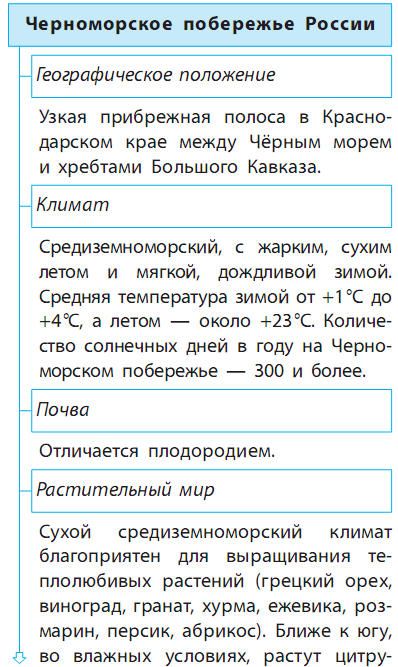 Черноморское побережье России
Географическое положение
Узкая прибрежная полоса в Красно-
дарском крае между Чёрным морем
и хребтами Большого Кавказа.
Климат
Средиземноморский, с жарким, сухим
летом и мягкой, дождливой зимой.
Средняя температура зимой от +1°C до
+4°C, а летом — около +23°C. Количе-
ство солнечных дней в году на Черно-
морском побережье — 300 и более.
Почва
Отличается плодородием.
Растительный мир
Сухой средиземноморский климат
благоприятен для выращивания те-
плолюбивых растений (грецкий орех,
виноград, гранат, хурма, ежевика, роз-
марин, персик, абрикос). Ближе к югу,
во влажных условиях, растут цитру-